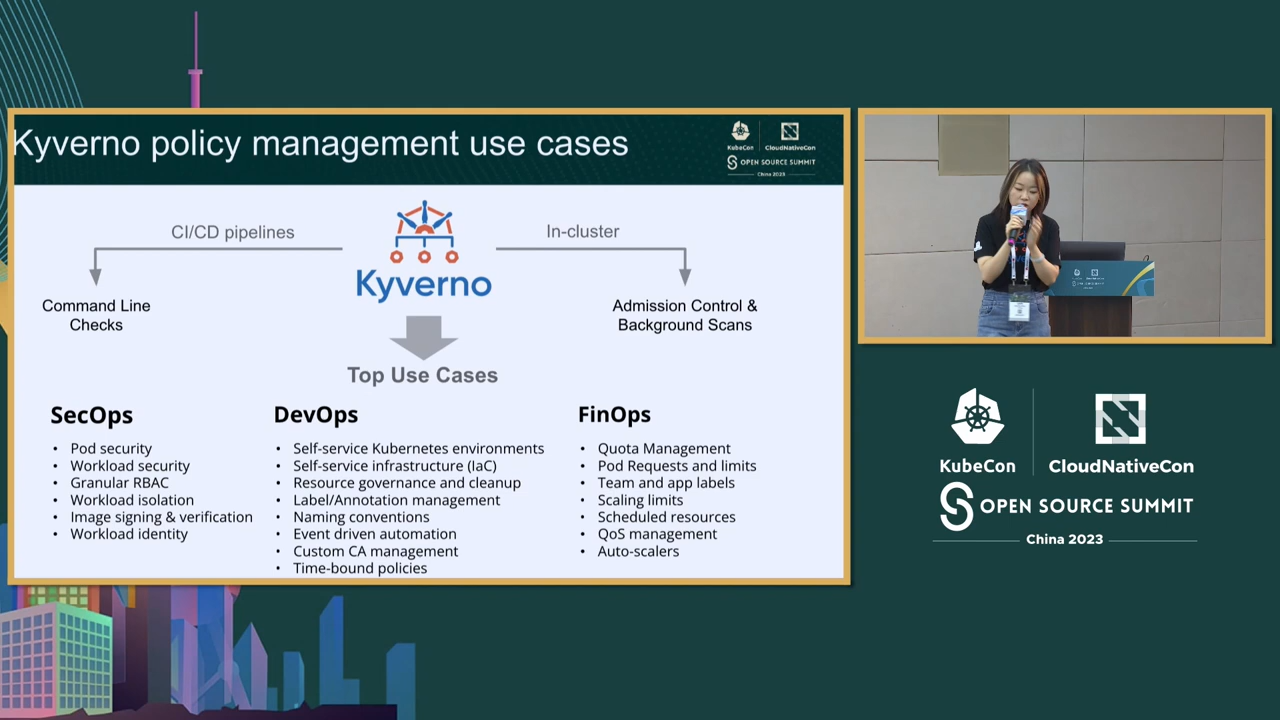 Kyverno policy management use cases
KubeCon
CloudNativeCon
OPEN SOURCE SUMMIT
China 2023
CI/CD pipelines
In-cluster
Kyverno
Command Line
Checks
Admission Control &
Background Scans
Top Use Cases
SecOps
• Pod security
• Workload security
• Granular RBAC
• Workload isolation
• Image signing & verification
• Workload identity
DevOps
• Self-service Kubernetes environments
• Self-service infrastructure (IaC)
• Resource governance and cleanup
• Label/Annotation management
• Naming conventions
• Event driven automation
• Custom CA management
• Time-bound policies
FinOps
• Quota Management
• Pod Requests and limits
• Team and app labels
• Scaling limits
• Scheduled resources
• QoS management
• Auto-scalers
KubeCon
CloudNativeCon
OPEN SOURCE SUMMIT
China 2023